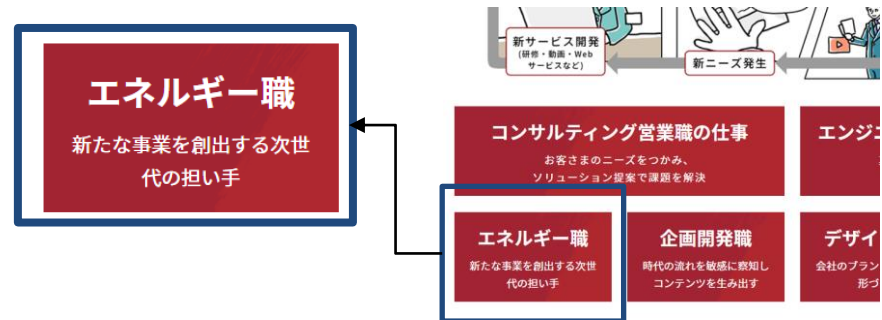 エネルギー職
新たな事業を創出する次世
代の担い手
新サービス開発
(研修・動画・Web
サービスなど)
新ニーズ発生
コンサルティング営業職の仕事
お客さまのニーズをつかみ、
ソリューション提案で課題を解決
エンジ
エネルギー職
新たな事業を創出する次世
代の担い手
企画開発職
時代の流れを敏感に察知し
コンテンツを生み出す
デザイ
会社のブラン
形づ